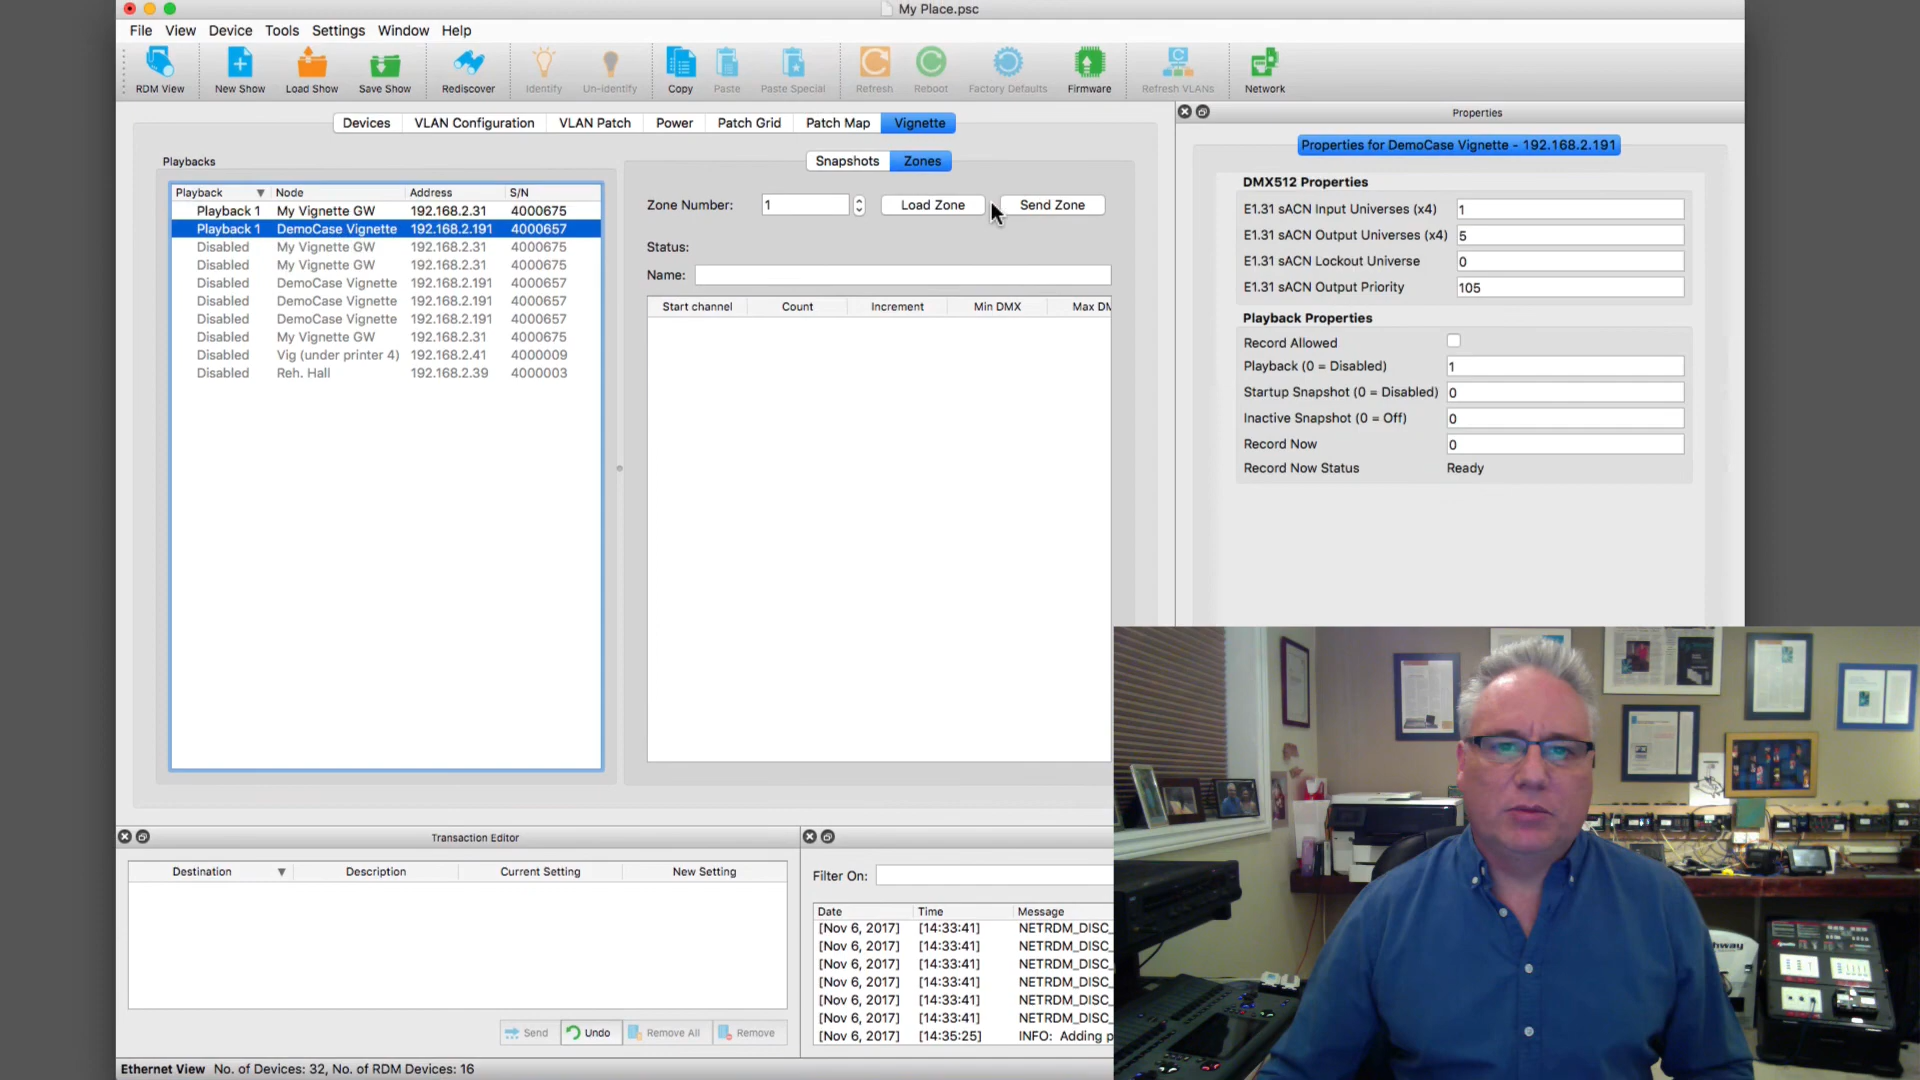 My Place.psc
File View Device Tools Settings Window Help
RDM View New Show Load Show Save Show Rediscover Identify Un-identify Copy Paste Paste Special Refresh Reboot Factory Defaults Firmware Refresh VLANs Network
Devices VLAN Configuration VLAN Patch Power Patch Grid Patch Map Vignette
Playbacks
Playback Node Address S/N
Playback 1 My Vignette GW 192.168.2.31 4000675
Playback 1 DemoCase Vignette 192.168.2.191 4000657
Disabled My Vignette GW 192.168.2.31 4000675
Disabled My Vignette GW 192.168.2.31 4000675
Disabled DemoCase Vignette 192.168.2.191 4000657
Disabled DemoCase Vignette 192.168.2.191 4000657
Disabled DemoCase Vignette 192.168.2.191 4000657
Disabled My Vignette GW 192.168.2.31 4000675
Disabled Vig (under printer 4) 192.168.2.41 4000009
Disabled Reh. Hall 192.168.2.39 4000003
Snapshots Zones
Zone Number: 1 Load Zone Send Zone
Status:
Name:
Start channel Count Increment Min DMX Max DM
Properties
Properties for DemoCase Vignette - 192.168.2.191
DMX512 Properties
E1.31 sACN Input Universes (x4) 1
E1.31 sACN Output Universes (x4) 5
E1.31 sACN Lockout Universe 0
E1.31 sACN Output Priority 105
Playback Properties
Record Allowed
Playback (0 = Disabled) 1
Startup Snapshot (0 = Disabled) 0
Inactive Snapshot (0 = Off) 0
Record Now 0
Record Now Status Ready
Transaction Editor
Destination Description Current Setting New Setting
Send Undo Remove All Remove
Filter On:
Date Time Message
[Nov 6, 2017] [14:33:41] NETRDM_DISC_
[Nov 6, 2017] [14:33:41] NETRDM_DISC_
[Nov 6, 2017] [14:33:41] NETRDM_DISC_
[Nov 6, 2017] [14:33:41] NETRDM_DISC_
[Nov 6, 2017] [14:33:41] NETRDM_DISC_
[Nov 6, 2017] [14:33:41] NETRDM_DISC_
[Nov 6, 2017] [14:35:25] INFO: Adding p
Ethernet View No. of Devices: 32, No. of RDM Devices: 16